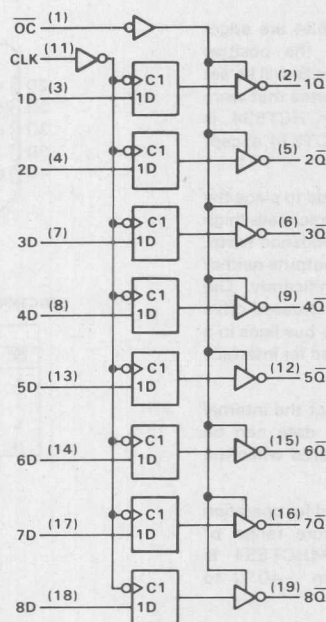 O̅C̅ (1)
CLK (11)
C1 (2) 1Q̅
1D (3) 1D
C1 (5) 2Q̅
2D (4) 1D
C1 (6) 3Q̅
3D (7) 1D
C1 (9) 4Q̅
4D (8) 1D
C1 (12) 5Q̅
5D (13) 1D
C1 (15) 6Q̅
6D (14) 1D
C1 (16) 7Q̅
7D (17) 1D
C1 (19) 8Q̅
8D (18) 1D